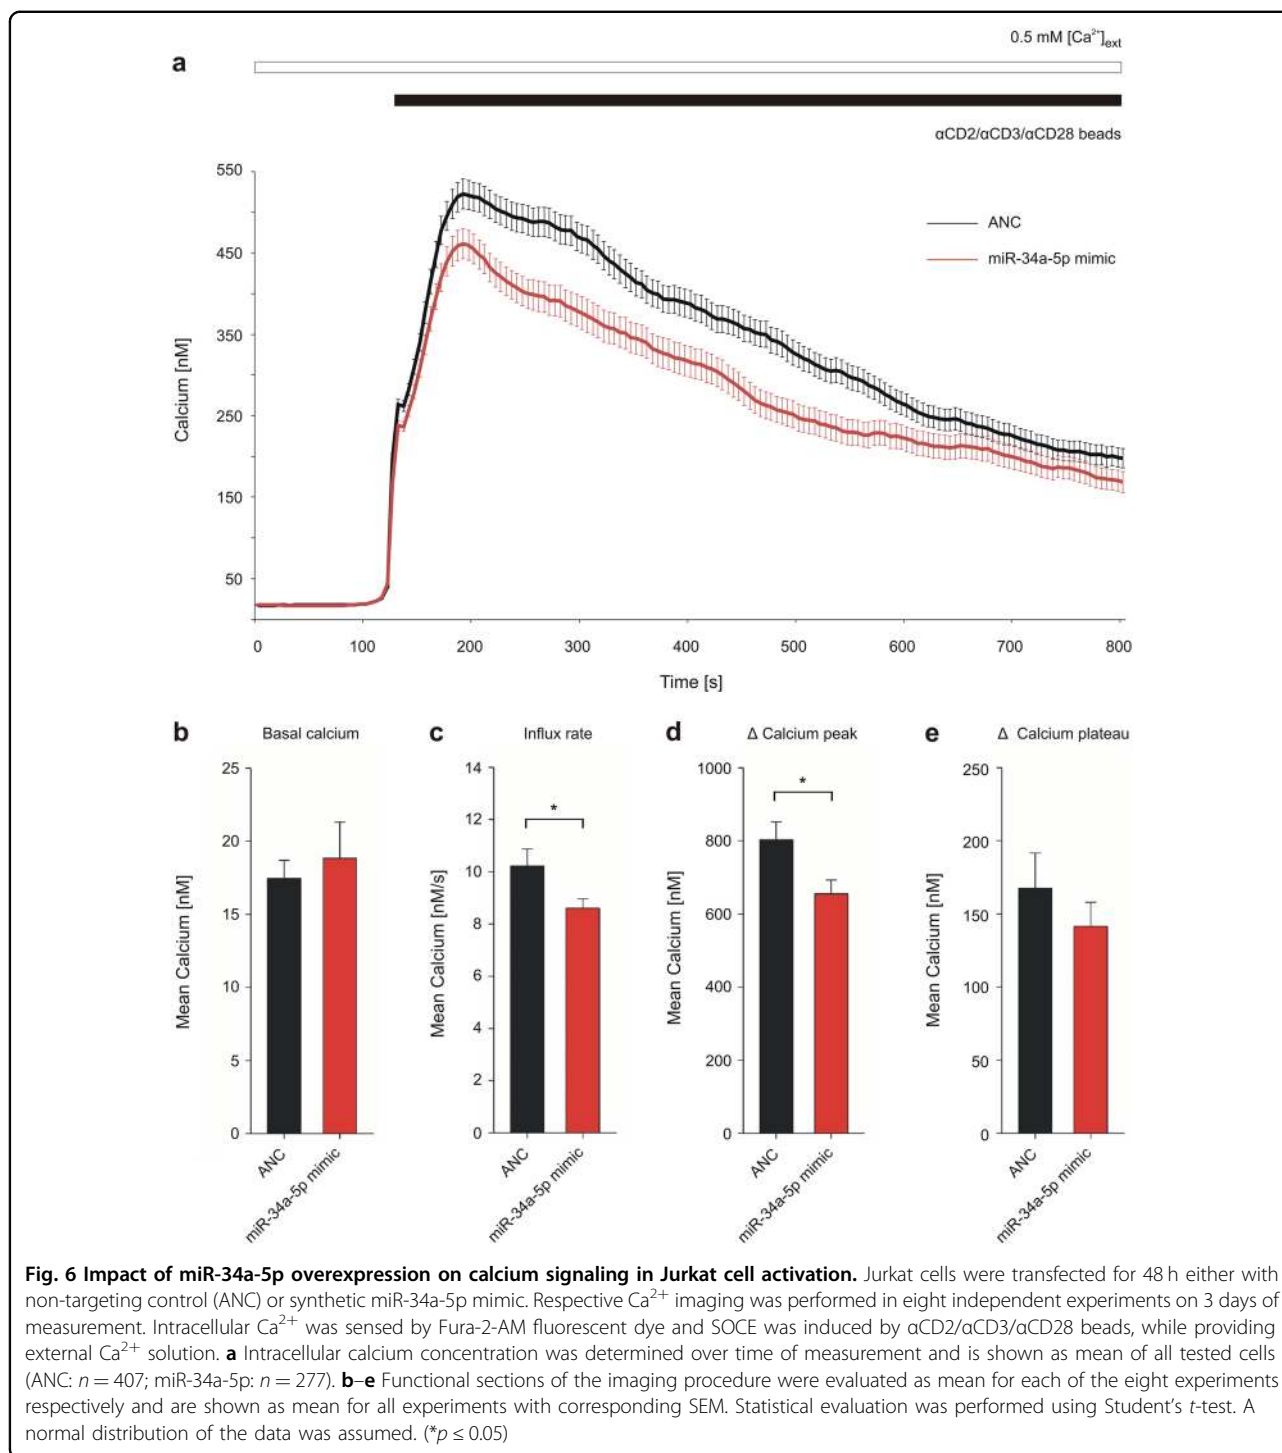 a
0.5 mM [Ca²⁺]ext
αCD2/αCD3/αCD28 beads
550
450
350
250
150
50
Calcium [nM]
ANC
miR-34a-5p mimic
0 100 200 300 400 500 600 700 800
Time [s]
b
Basal calcium
25
20
15
10
5
0
Mean Calcium [nM]
ANC
miR-34a-5p mimic
c
Influx rate
14
12
10
8
6
4
2
0
Mean Calcium [nM/s]
*
ANC
miR-34a-5p mimic
d
Δ Calcium peak
1000
800
600
400
200
0
Mean Calcium [nM]
*
ANC
miR-34a-5p mimic
e
Δ Calcium plateau
250
200
150
100
50
0
Mean Calcium [nM]
ANC
miR-34a-5p mimic
Fig. 6 Impact of miR-34a-5p overexpression on calcium signaling in Jurkat cell activation. Jurkat cells were transfected for 48 h either with
non-targeting control (ANC) or synthetic miR-34a-5p mimic. Respective Ca²⁺ imaging was performed in eight independent experiments on 3 days of
measurement. Intracellular Ca²⁺ was sensed by Fura-2-AM fluorescent dye and SOCE was induced by αCD2/αCD3/αCD28 beads, while providing
external Ca²⁺ solution. a Intracellular calcium concentration was determined over time of measurement and is shown as mean of all tested cells
(ANC: n = 407; miR-34a-5p: n = 277). b–e Functional sections of the imaging procedure were evaluated as mean for each of the eight experiments
respectively and are shown as mean for all experiments with corresponding SEM. Statistical evaluation was performed using Student's t-test. A
normal distribution of the data was assumed. (*p ≤ 0.05)